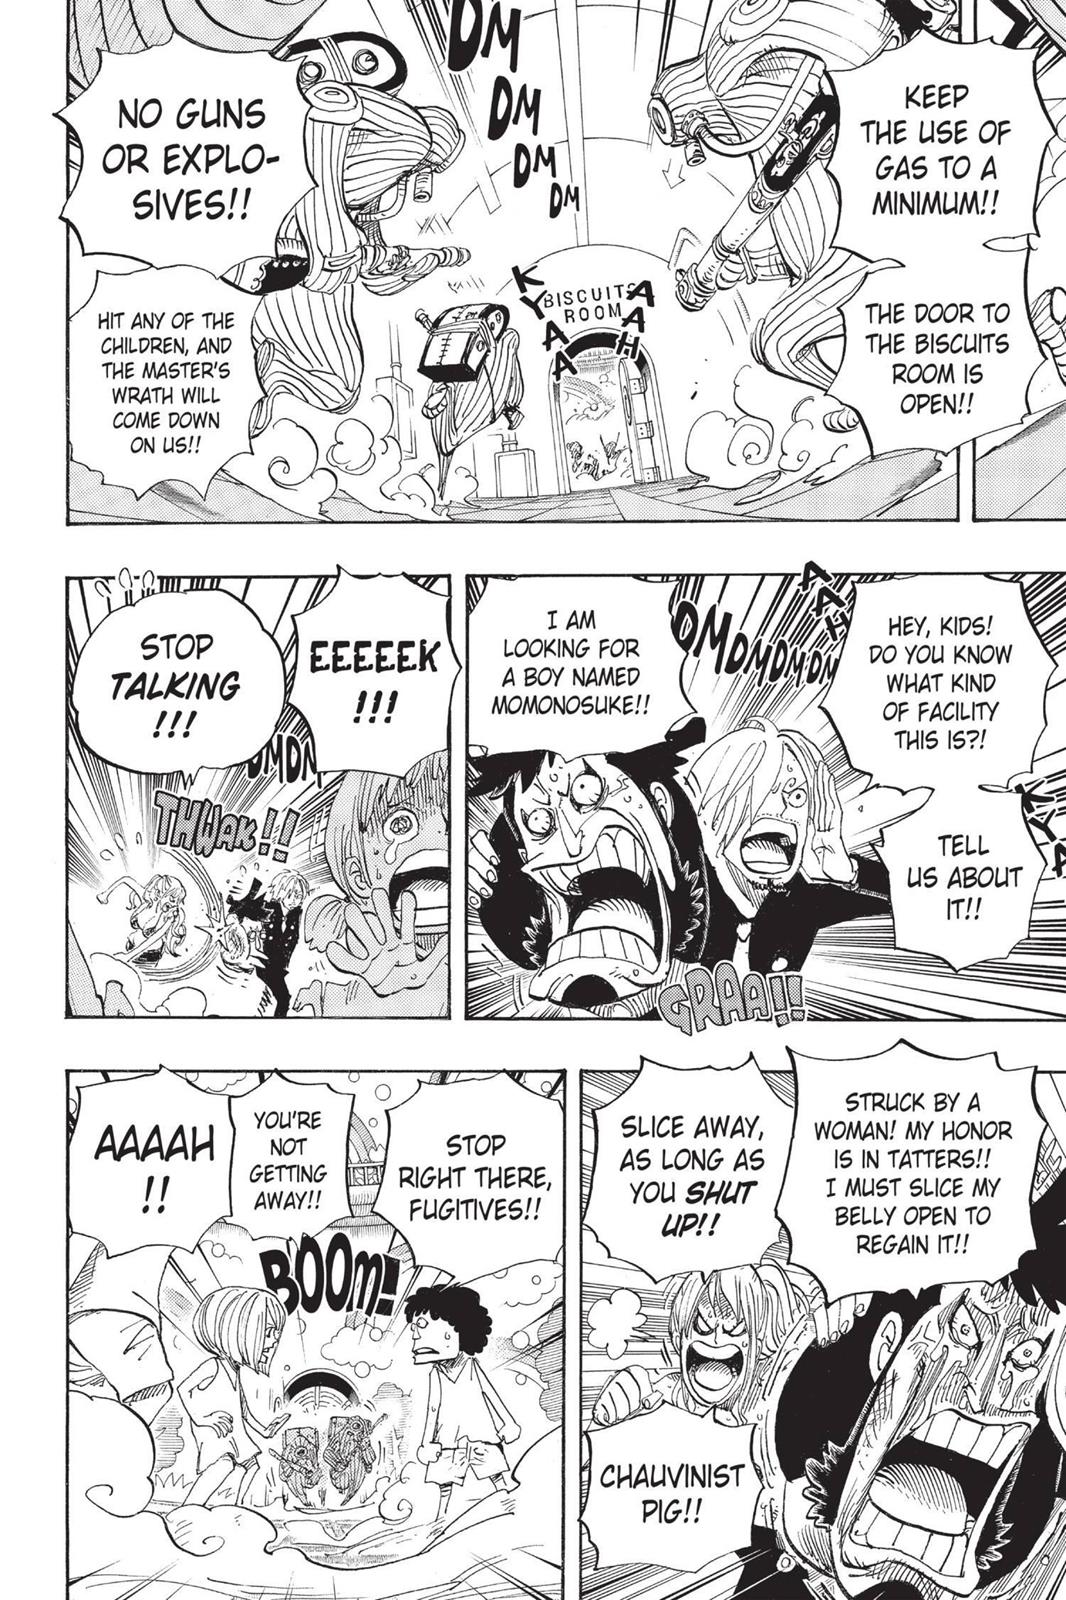 KEEP
THE USE OF
GAS TO A
MINIMUM!!
THE DOOR TO
THE BISCUITS
ROOM IS
OPEN!!
DM
DM
DM
DM
NO GUNS
OR EXPLO-
SIVES!!
HIT ANY OF THE
CHILDREN, AND
THE MASTER'S
WRATH WILL
COME DOWN
ON US!!
BISCUITS
ROOM
KYAAA
AAH
HEY, KIDS!
DO YOU KNOW
WHAT KIND
OF FACILITY
THIS IS?!
TELL
US ABOUT
IT!!
AAH
KYA
DMDMDMDM
I AM
LOOKING FOR
A BOY NAMED
MOMONOSUKE!!
GRAA!!
EEEEEK
!!!
STOP
TALKING
!!!
DMDM
THWAK!!
STRUCK BY A
WOMAN! MY HONOR
IS IN TATTERS!!
I MUST SLICE MY
BELLY OPEN TO
REGAIN IT!!
SLICE AWAY,
AS LONG AS
YOU SHUT
UP!!
CHAUVINIST
PIG!!
STOP
RIGHT THERE,
FUGITIVES!!
YOU'RE
NOT
GETTING
AWAY!!
AAAAH
!!
BOOM!!